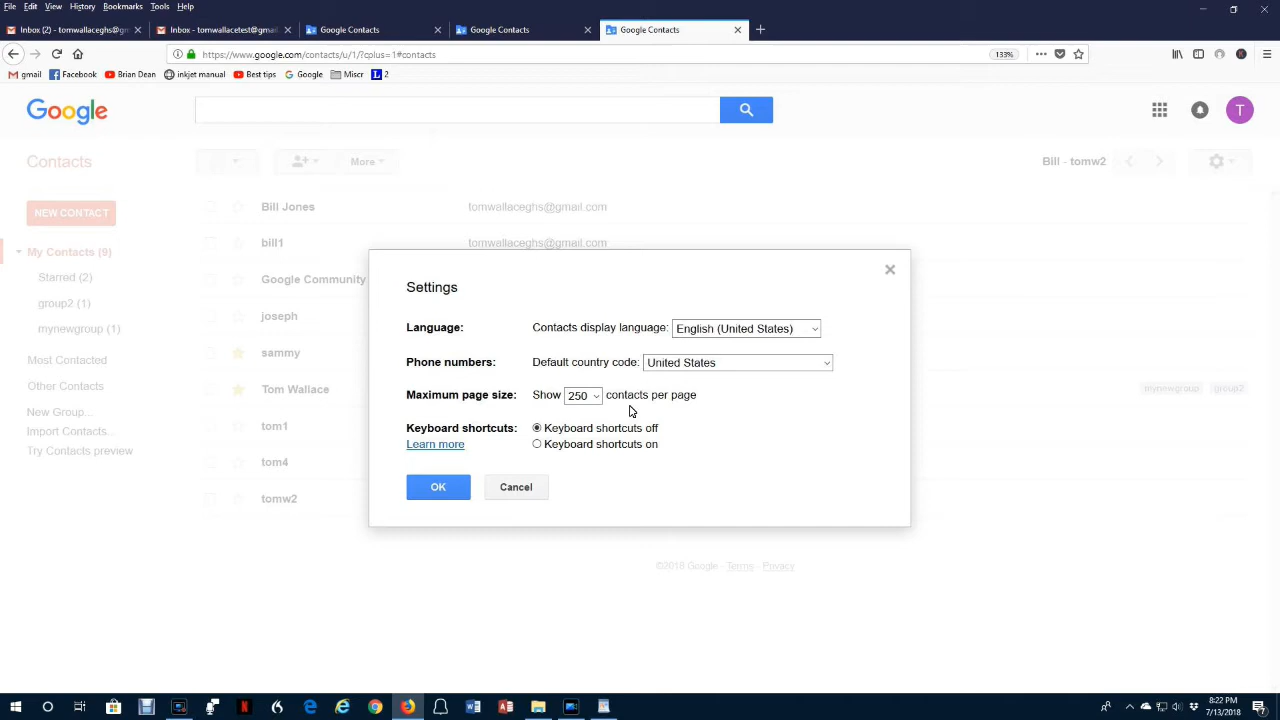 File Edit View History Bookmarks Tools Help
Inbox (2) - tomwallaceghs@gm Inbox - tomwallacetest@gmail. Google Contacts Google Contacts Google Contacts
https://www.google.com/contacts/u/1/?cplus=1#contacts 133%
gmail Facebook Brian Dean inkjet manual Best tips Google Miscr L 2
Google T
Contacts More Bill - tomw2
NEW CONTACT
Bill Jones tomwallaceghs@gmail.com
bill1 tomwallaceghs@gmail.com
My Contacts (9)
Starred (2)
group2 (1)
mynewgroup (1)
Most Contacted
Other Contacts
New Group...
Import Contacts...
Try Contacts preview
Google Community
joseph
sammy
Tom Wallace mynewgroup group2
tom1
tom4
tomw2
Settings
Language: Contacts display language: English (United States)
Phone numbers: Default country code: United States
Maximum page size: Show 250 contacts per page
Keyboard shortcuts: Keyboard shortcuts off
Learn more Keyboard shortcuts on
OK Cancel
©2018 Google - Terms - Privacy
8:22 PM
7/13/2018